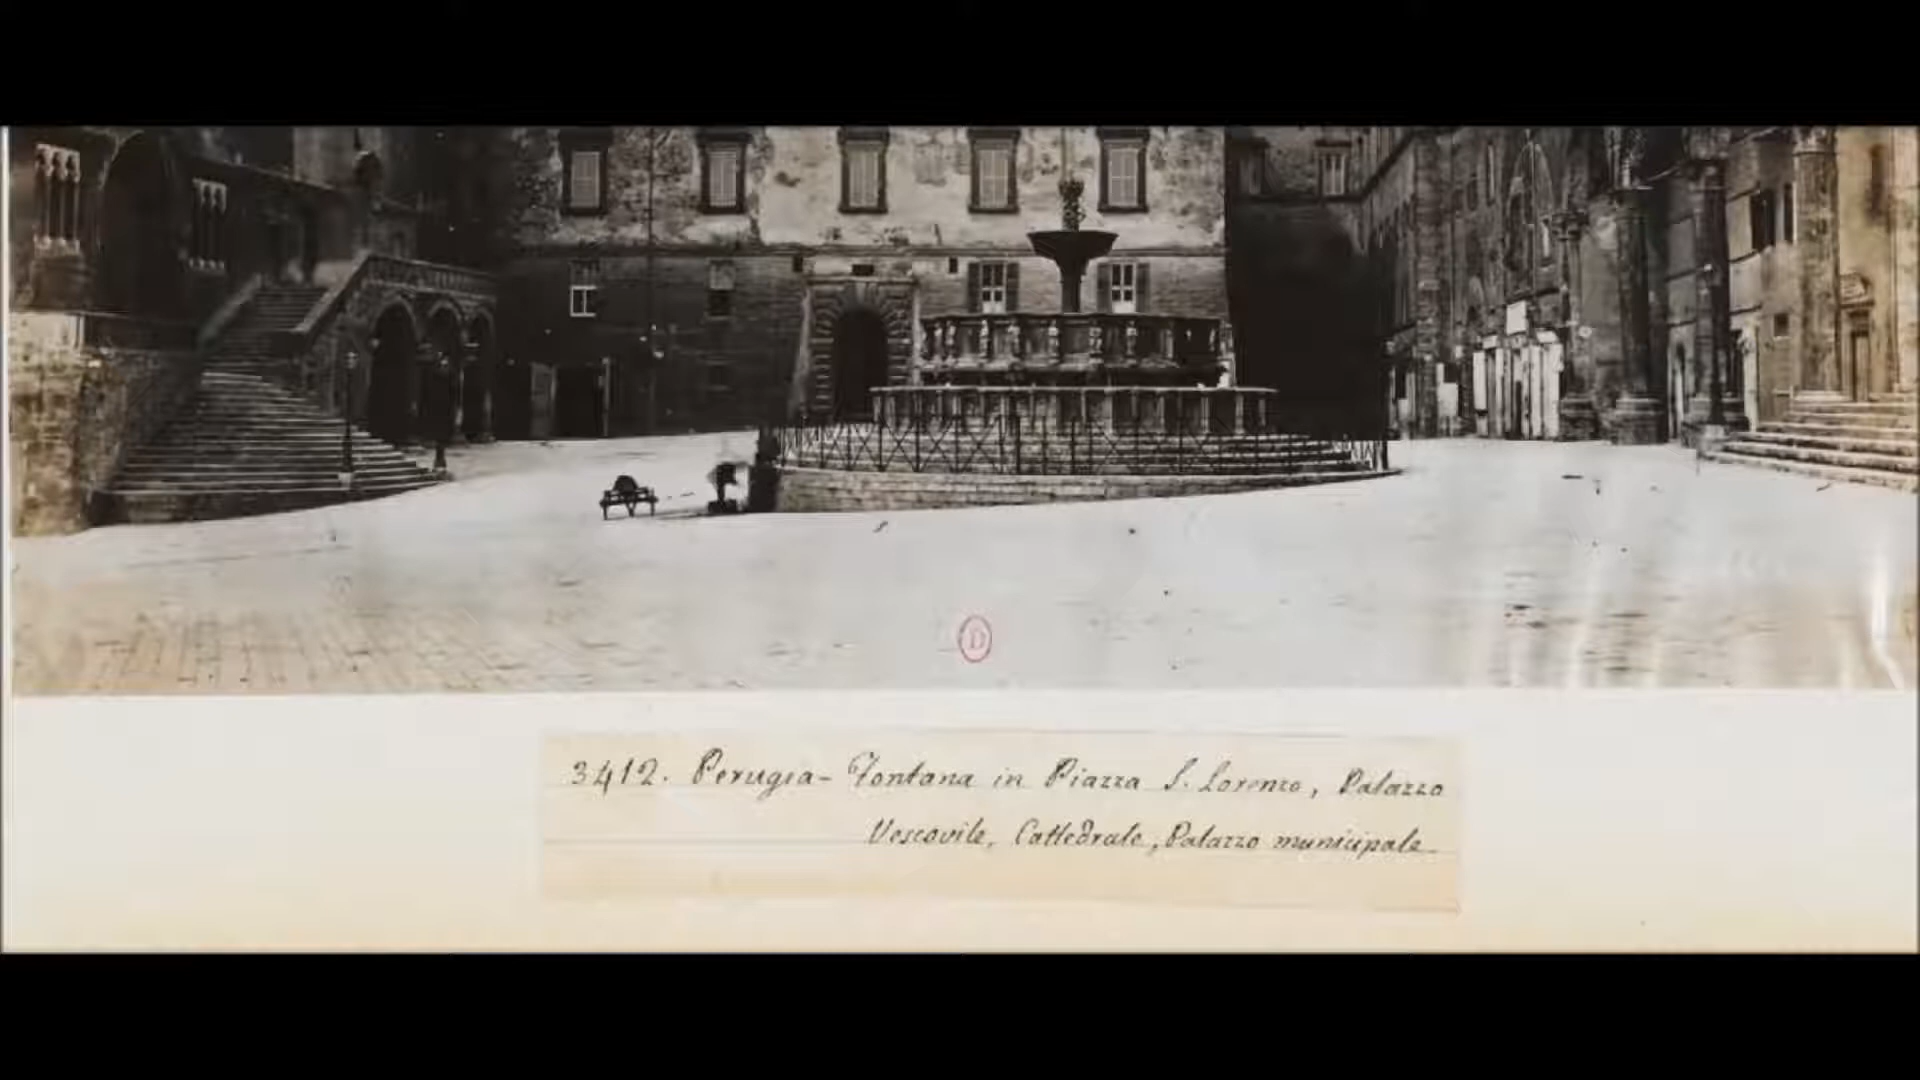 D
3412. Perugia- Fontana in Piazza S. Lorenzo, Palazzo
Vescovile, Cattedrale, Palazzo municipale